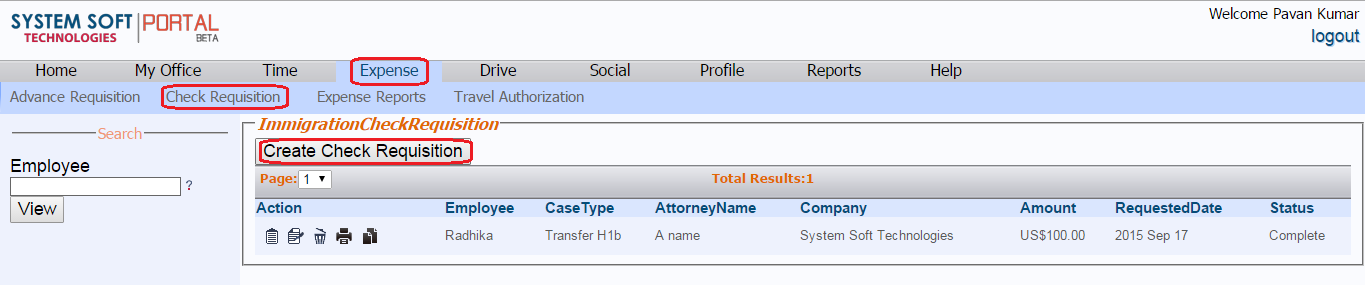 SYSTEM SOFT PORTAL
TECHNOLOGIES BETA
Welcome Pavan Kumar
logout
Home My Office Time Expense Drive Social Profile Reports Help
Advance Requisition Check Requisition Expense Reports Travel Authorization
Search
Employee
?
View
ImmigrationCheckRequisition
Create Check Requisition
Page: 1 Total Results:1
Action Employee CaseType AttorneyName Company Amount RequestedDate Status
Radhika Transfer H1b A name System Soft Technologies US$100.00 2015 Sep 17 Complete